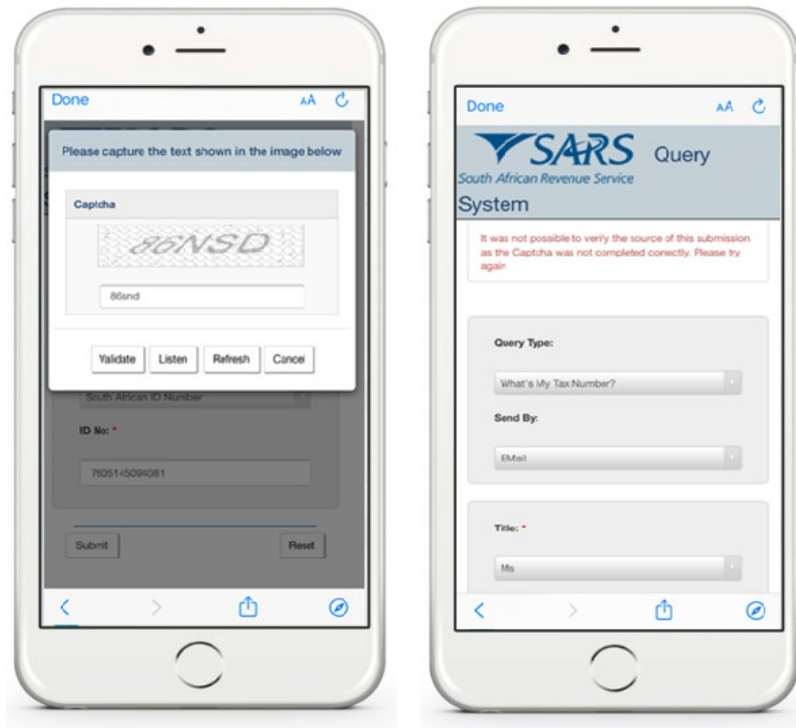 Done
AA
Please capture the text shown in the image below
Captcha
86NSD
86snd
Validate
Listen
Refresh
Cancel
South African ID Number
ID No: *
7605145094081
Submit
Reset
Done
AA
SARS
South African Revenue Service
Query
System
It was not possible to verify the source of this submission
as the Captcha was not completed correctly. Please try
again
Query Type:
What's My Tax Number?
Send By:
EMail
Title: *
Ms